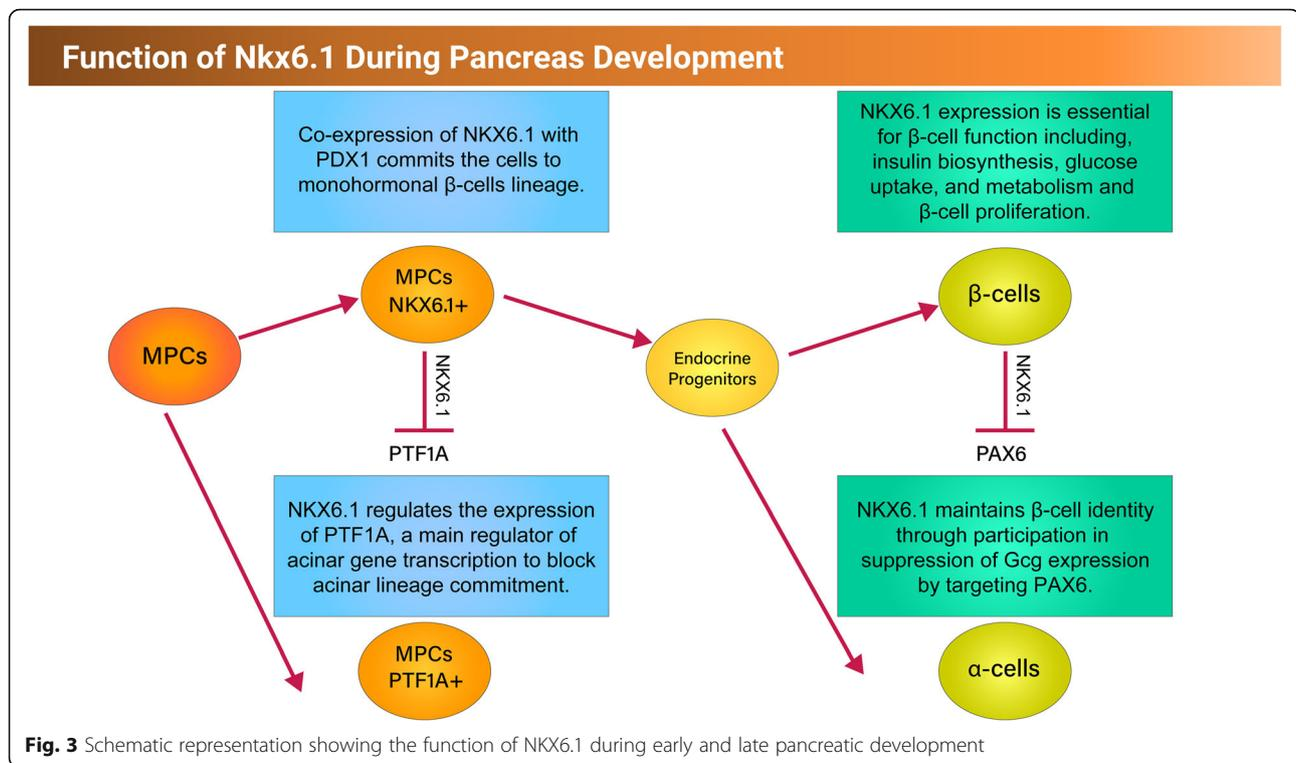 Function of Nkx6.1 During Pancreas Development
Co-expression of NKX6.1 with
PDX1 commits the cells to
monohormonal β-cells lineage.
NKX6.1 expression is essential
for β-cell function including,
insulin biosynthesis, glucose
uptake, and metabolism and
β-cell proliferation.
MPCs
MPCs
NKX6.1+
Endocrine
Progenitors
β-cells
NKX6.1
PTF1A
NKX6.1
PAX6
NKX6.1 regulates the expression
of PTF1A, a main regulator of
acinar gene transcription to block
acinar lineage commitment.
NKX6.1 maintains β-cell identity
through participation in
suppression of Gcg expression
by targeting PAX6.
MPCs
PTF1A+
α-cells
Fig. 3 Schematic representation showing the function of NKX6.1 during early and late pancreatic development